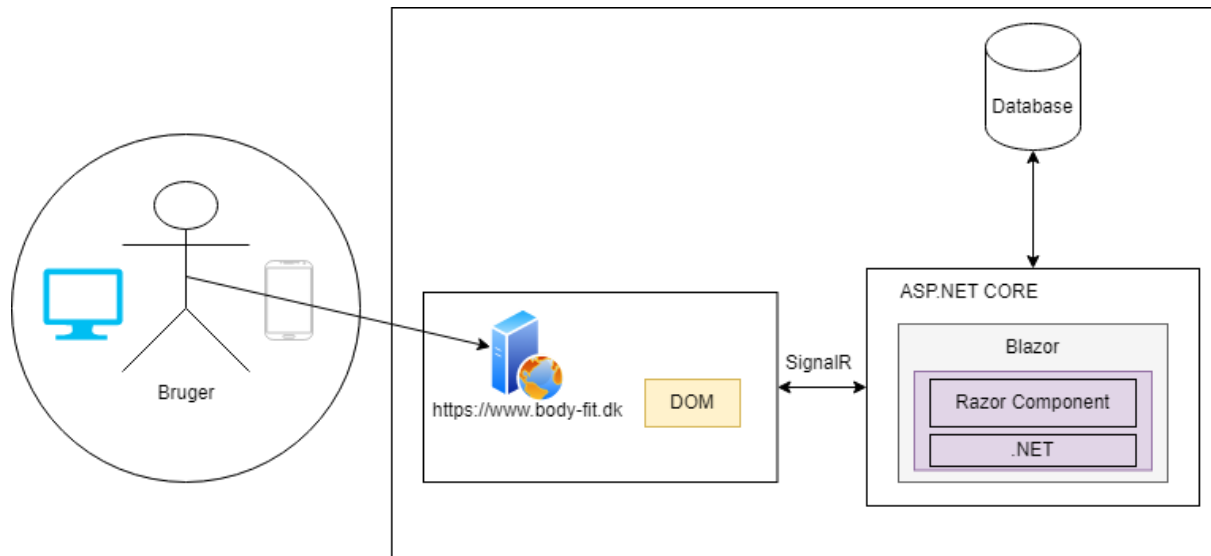 Database
ASP.NET CORE
Blazor
SignalR
Razor Component
DOM
.NET
Bruger
https://www.body-fit.dk